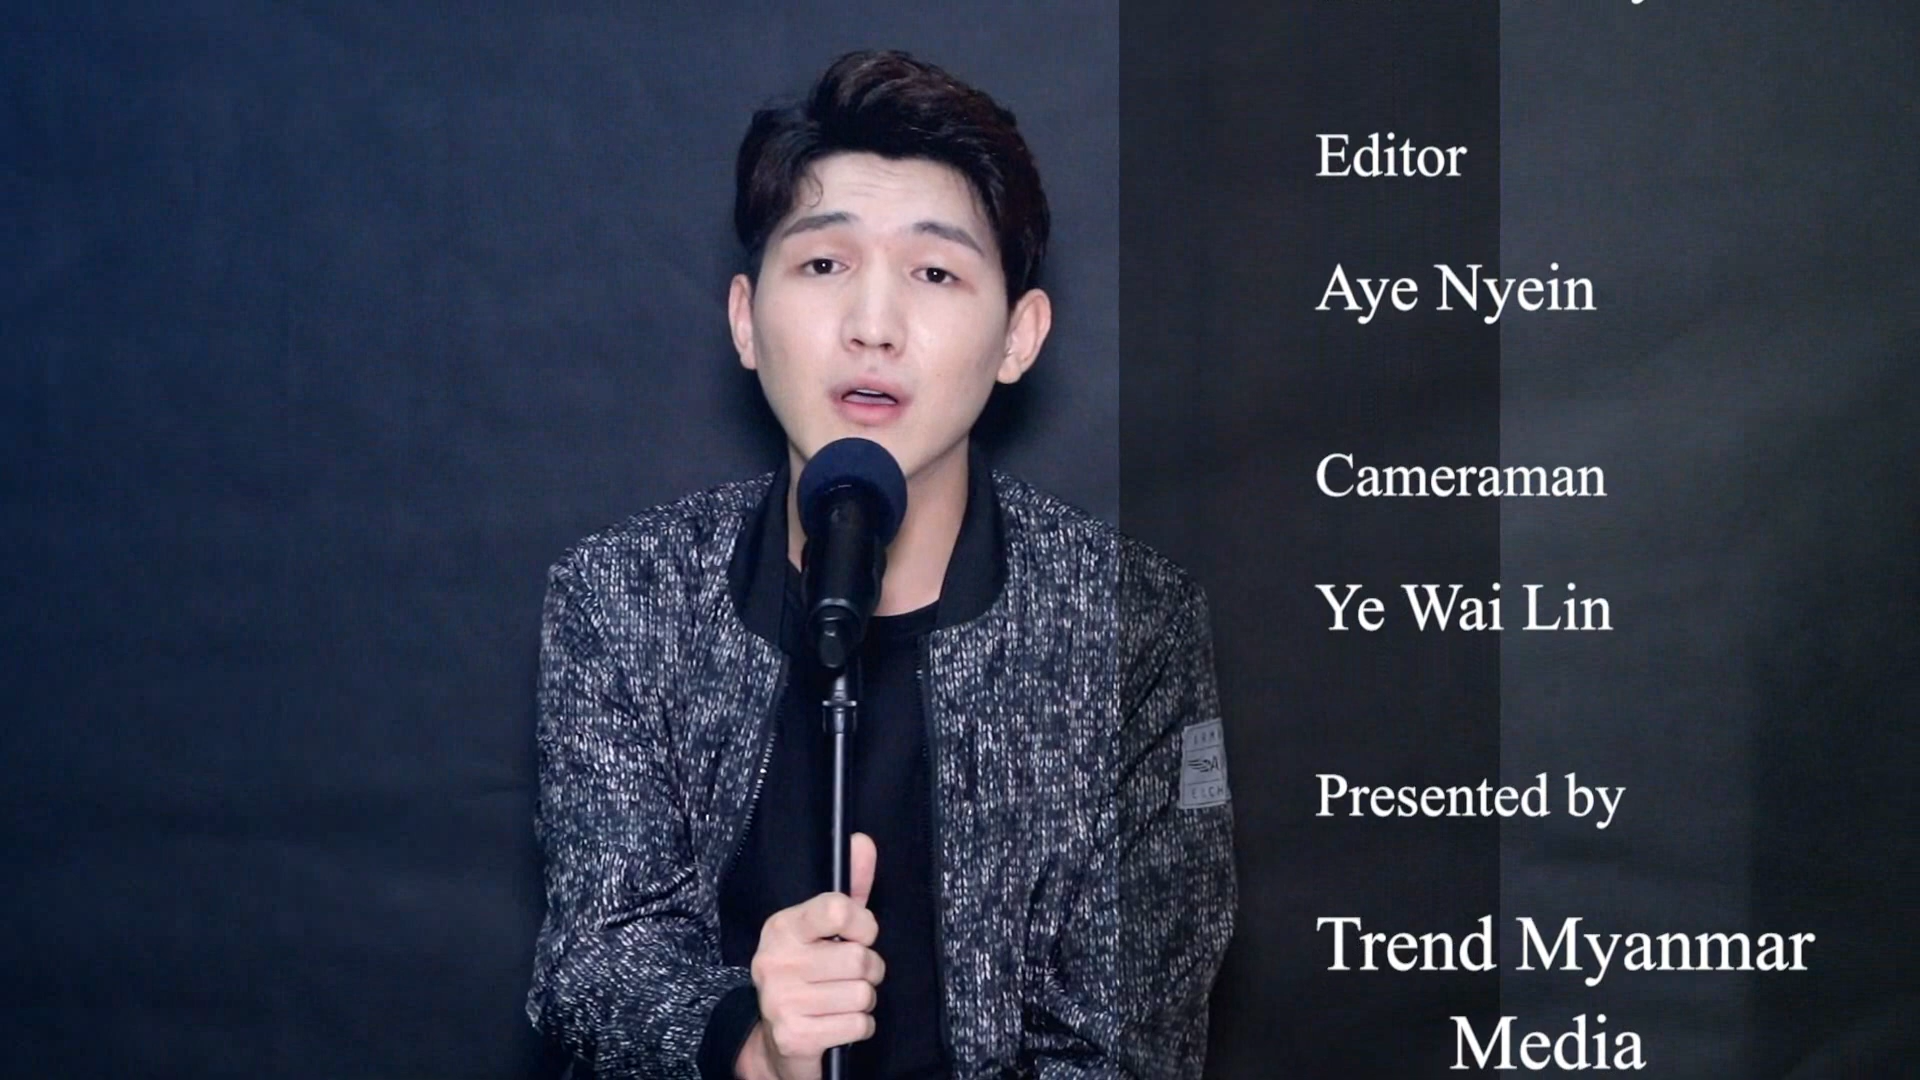 Editor
Aye Nyein
Cameraman
Ye Wai Lin
Presented by
Trend Myanmar
Media